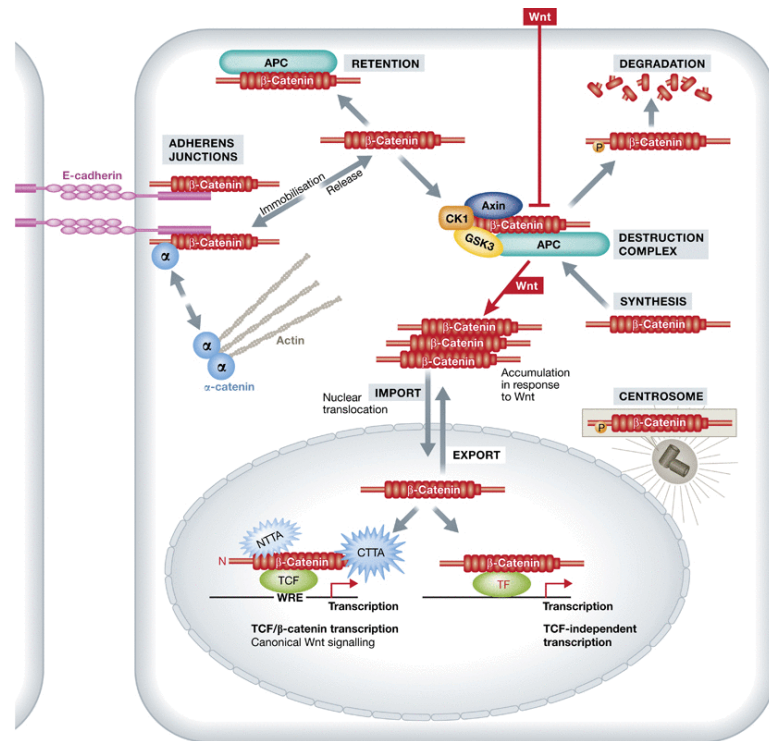 Wnt
APC
β-Catenin
RETENTION
DEGRADATION
β-Catenin
P
β-Catenin
ADHERENS
JUNCTIONS
E-cadherin
β-Catenin
Immobilisation
Release
β-Catenin
α
Axin
CK1
β-Catenin
GSK3
APC
DESTRUCTION
COMPLEX
Wnt
SYNTHESIS
β-Catenin
α
α
Actin
α-catenin
β-Catenin
β-Catenin
β-Catenin
Accumulation
in response
to Wnt
Nuclear
translocation
IMPORT
EXPORT
CENTROSOME
P
β-Catenin
β-Catenin
NTTA
CTTA
N
β-Catenin
TCF
WRE
Transcription
β-Catenin
TF
Transcription
TCF/β-catenin transcription
Canonical Wnt signalling
TCF-independent
transcription